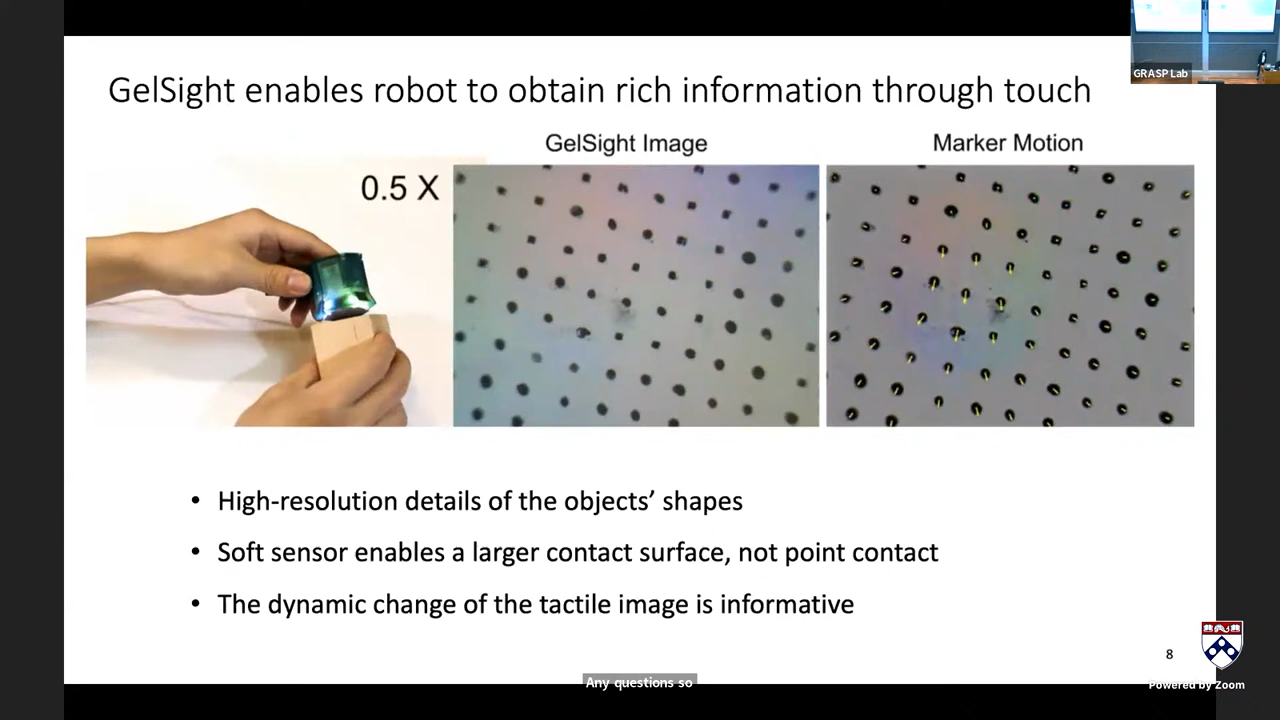 GRASP Lab
GelSight enables robot to obtain rich information through touch
0.5 X
GelSight Image
Marker Motion
• High-resolution details of the objects’ shapes
• Soft sensor enables a larger contact surface, not point contact
• The dynamic change of the tactile image is informative
8
Any questions so
Powered by Zoom